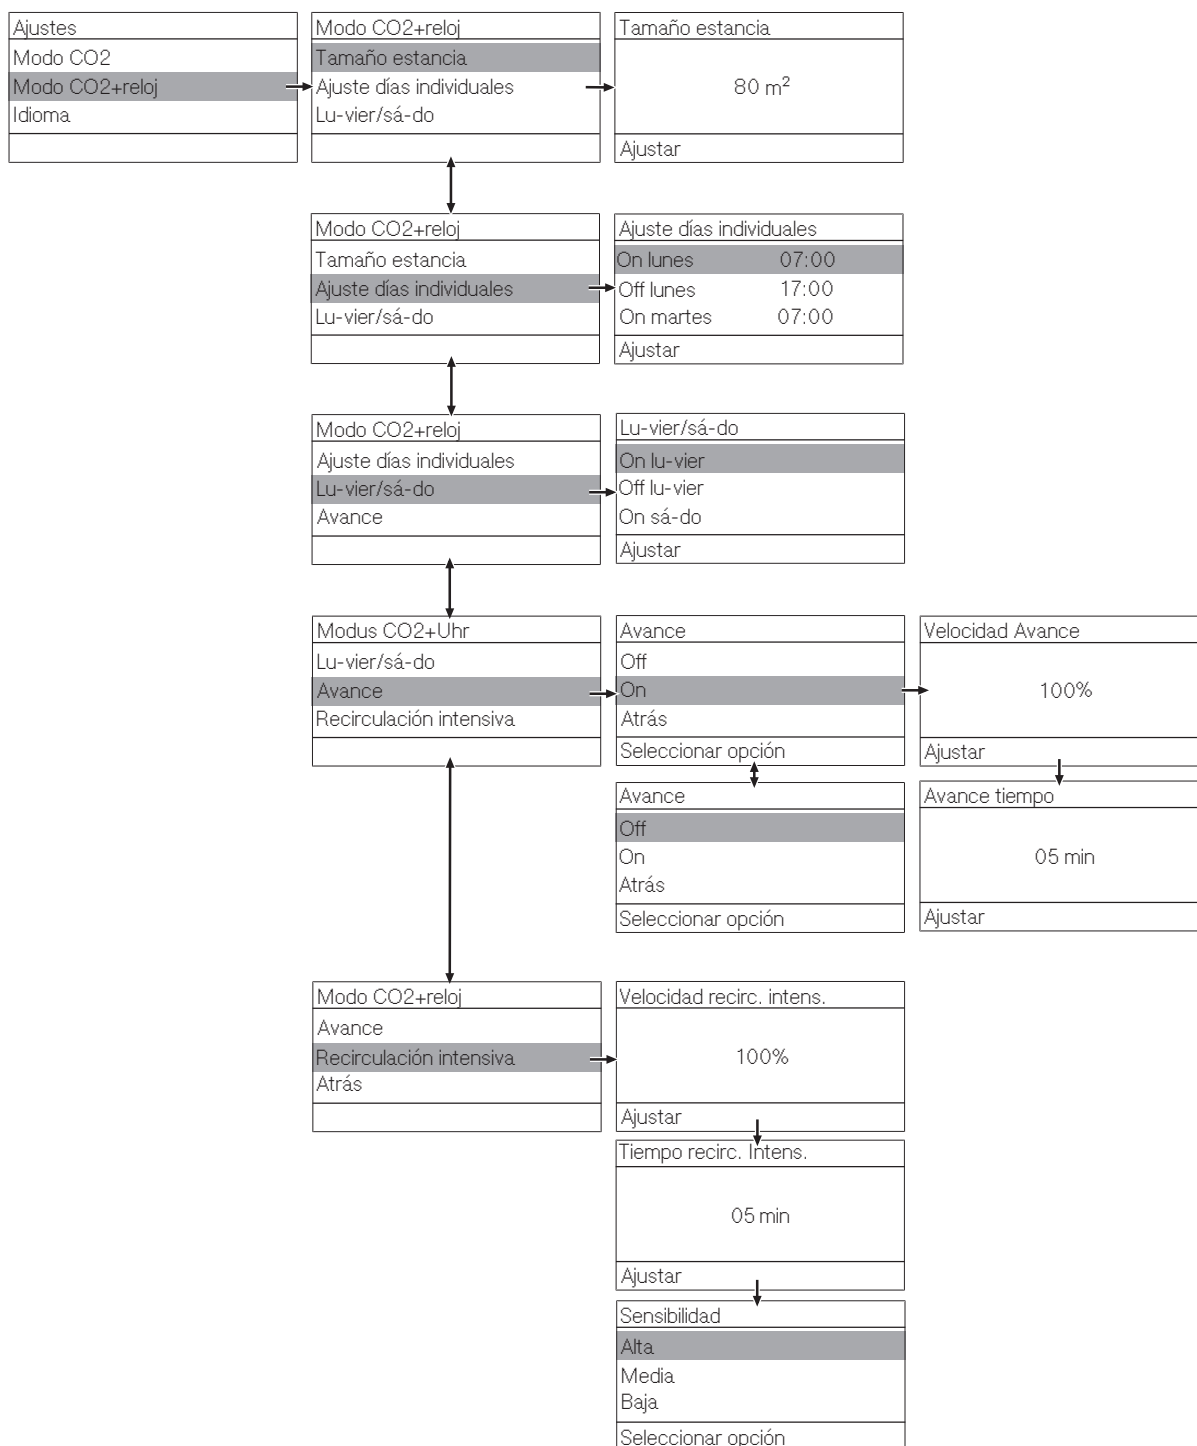 Ajustes
Modo CO2
Modo CO2+reloj
Idioma
Modo CO2+reloj
Tamaño estancia
Ajuste días individuales
Lu-vier/sá-do
Tamaño estancia
80 m²
Ajustar
Modo CO2+reloj
Tamaño estancia
Ajuste días individuales
Lu-vier/sá-do
Ajuste días individuales
On lunes 07:00
Off lunes 17:00
On martes 07:00
Ajustar
Modo CO2+reloj
Ajuste días individuales
Lu-vier/sá-do
Avance
Lu-vier/sá-do
On lu-vier
Off lu-vier
On sá-do
Ajustar
Modus CO2+Uhr
Lu-vier/sá-do
Avance
Recirculación intensiva
Avance
Off
On
Atrás
Seleccionar opción
Velocidad Avance
100%
Ajustar
Avance
Off
On
Atrás
Seleccionar opción
Avance tiempo
05 min
Ajustar
Modo CO2+reloj
Avance
Recirculación intensiva
Atrás
Velocidad recirc. intens.
100%
Ajustar
Tiempo recirc. Intens.
05 min
Ajustar
Sensibilidad
Alta
Media
Baja
Seleccionar opción